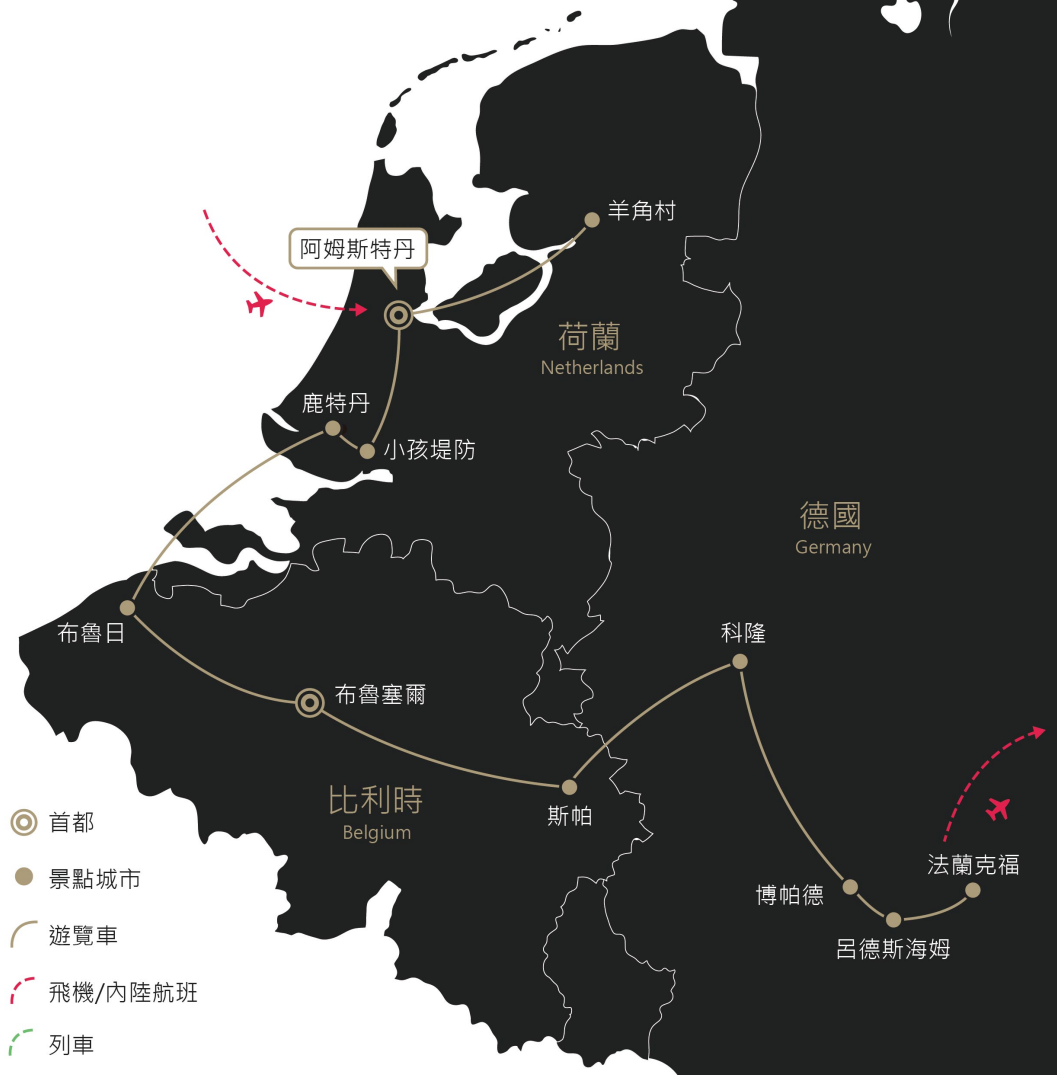 羊角村
阿姆斯特丹
荷蘭
Netherlands
鹿特丹
小孩堤防
德國
Germany
布魯日
科隆
布魯塞爾
比利時
Belgium
斯帕
法蘭克福
博帕德
呂德斯海姆
首都
景點城市
遊覽車
飛機/內陸航班
列車